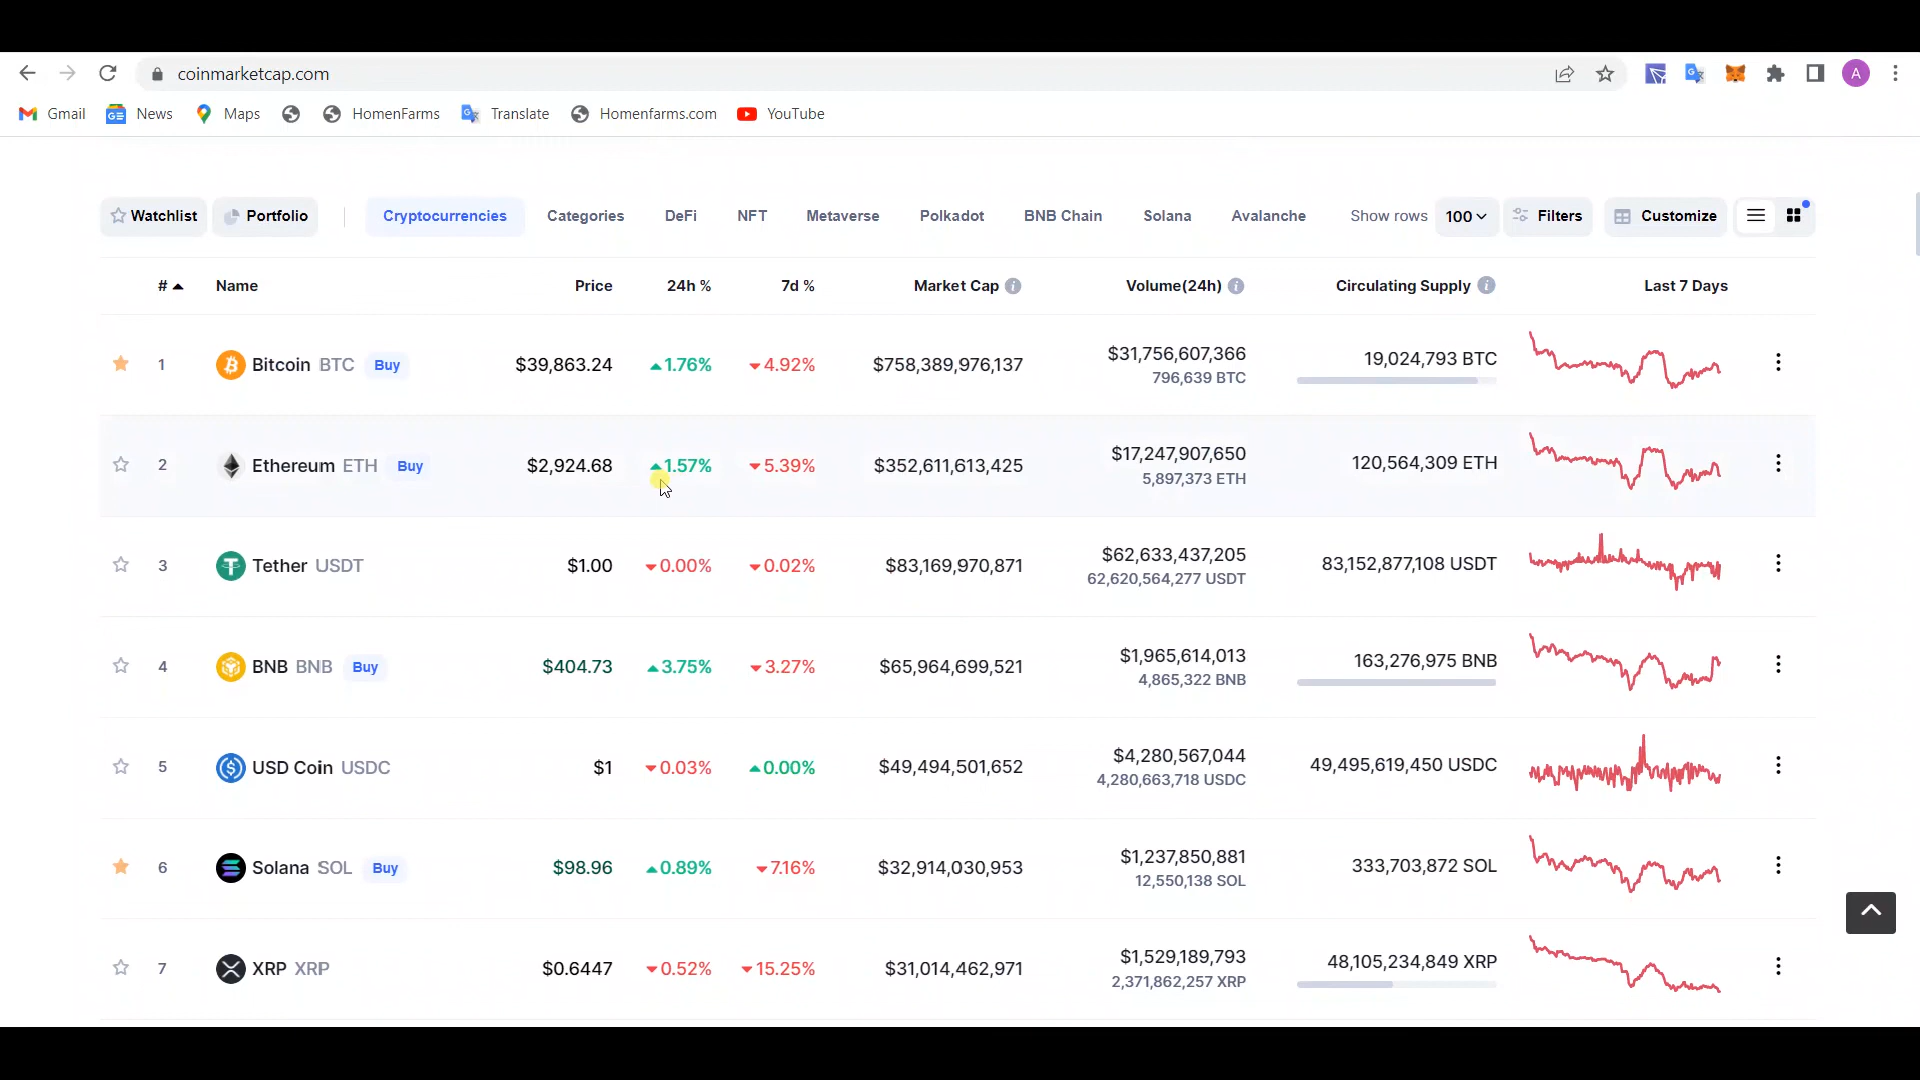 coinmarketcap.com
A
Gmail News Maps HomenFarms Translate Homenfarms.com YouTube
Watchlist Portfolio Cryptocurrencies Categories DeFi NFT Metaverse Polkadot BNB Chain Solana Avalanche Show rows 100 Filters Customize
# Name Price 24h % 7d % Market Cap Volume(24h) Circulating Supply Last 7 Days
1 Bitcoin BTC Buy $39,863.24 1.76% 4.92% $758,389,976,137 $31,756,607,366 19,024,793 BTC
796,639 BTC
2 Ethereum ETH Buy $2,924.68 1.57% 5.39% $352,611,613,425 $17,247,907,650 120,564,309 ETH
5,897,373 ETH
3 Tether USDT $1.00 0.00% 0.02% $83,169,970,871 $62,633,437,205 83,152,877,108 USDT
62,620,564,277 USDT
4 BNB BNB Buy $404.73 3.75% 3.27% $65,964,699,521 $1,965,614,013 163,276,975 BNB
4,865,322 BNB
5 USD Coin USDC $1 0.03% 0.00% $49,494,501,652 $4,280,567,044 49,495,619,450 USDC
4,280,663,718 USDC
6 Solana SOL Buy $98.96 0.89% 7.16% $32,914,030,953 $1,237,850,881 333,703,872 SOL
12,550,138 SOL
7 XRP XRP $0.6447 0.52% 15.25% $31,014,462,971 $1,529,189,793 48,105,234,849 XRP
2,371,862,257 XRP